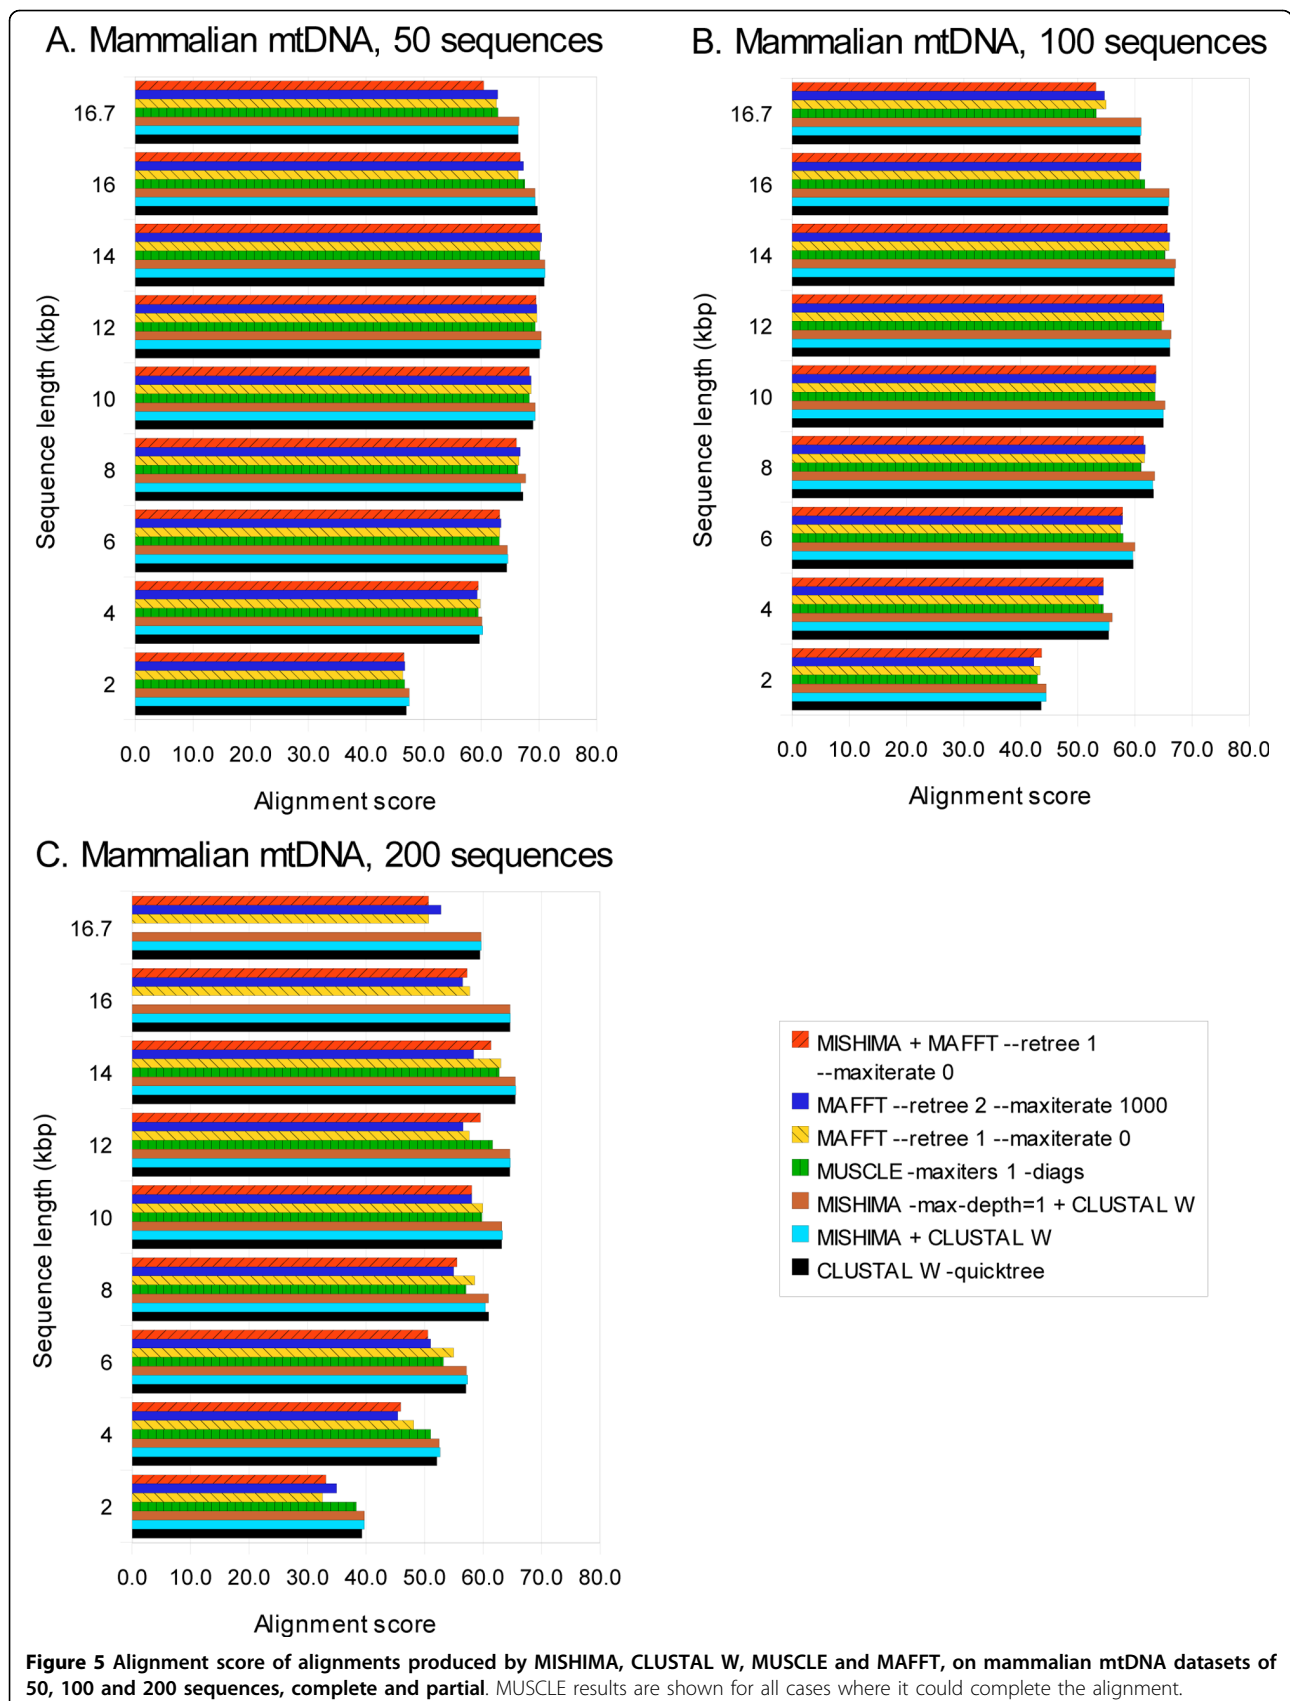 A. Mammalian mtDNA, 50 sequences
Sequence length (kbp)
16.7
16
14
12
10
8
6
4
2
0.0 10.0 20.0 30.0 40.0 50.0 60.0 70.0 80.0
Alignment score
B. Mammalian mtDNA, 100 sequences
Sequence length (kbp)
16.7
16
14
12
10
8
6
4
2
0.0 10.0 20.0 30.0 40.0 50.0 60.0 70.0 80.0
Alignment score
C. Mammalian mtDNA, 200 sequences
Sequence length (kbp)
16.7
16
14
12
10
8
6
4
2
0.0 10.0 20.0 30.0 40.0 50.0 60.0 70.0 80.0
Alignment score
MISHIMA + MAFFT --retree 1
--maxiterate 0
MAFFT --retree 2 --maxiterate 1000
MAFFT --retree 1 --maxiterate 0
MUSCLE -maxiters 1 -diags
MISHIMA -max-depth=1 + CLUSTAL W
MISHIMA + CLUSTAL W
CLUSTAL W -quicktree
Figure 5 Alignment score of alignments produced by MISHIMA, CLUSTAL W, MUSCLE and MAFFT, on mammalian mtDNA datasets of
50, 100 and 200 sequences, complete and partial. MUSCLE results are shown for all cases where it could complete the alignment.